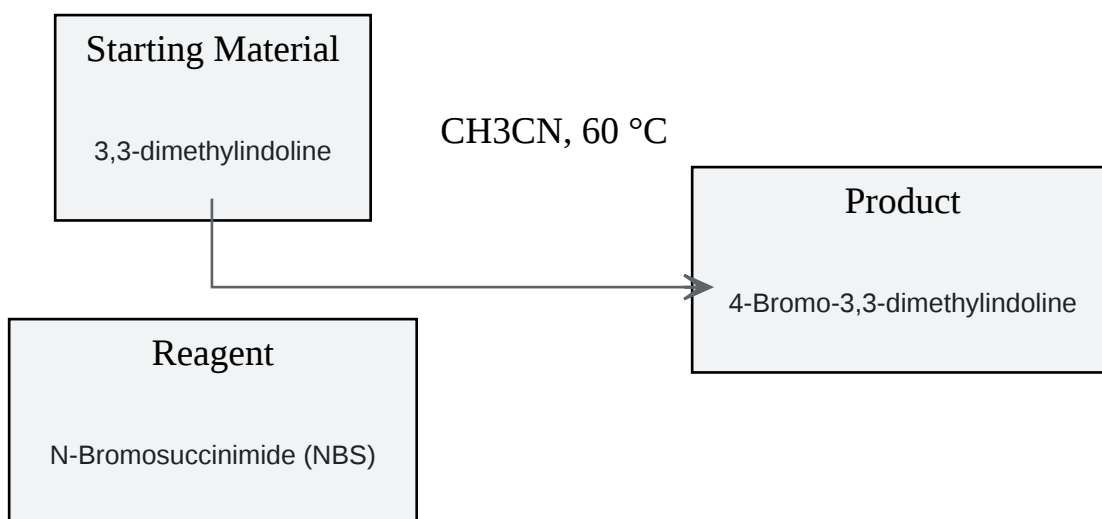 Starting Material
3,3-dimethylindoline
CH3CN, 60 °C
Product
4-Bromo-3,3-dimethylindoline
Reagent
N-Bromosuccinimide (NBS)